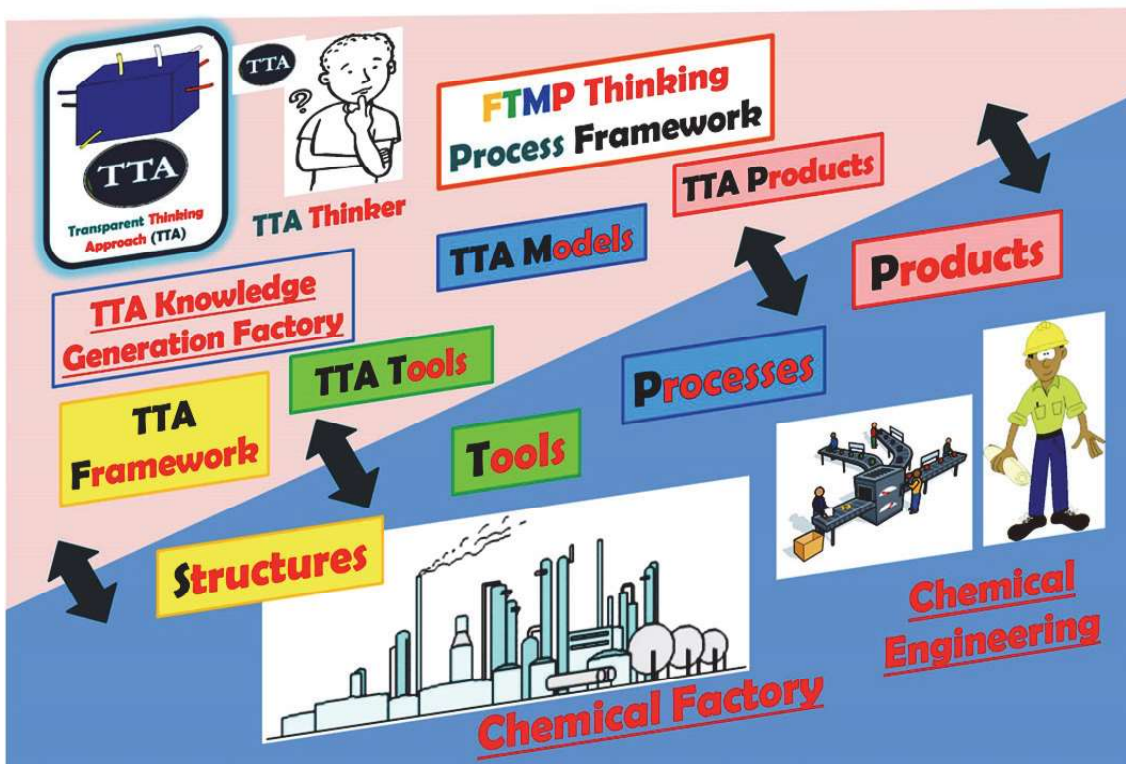 TTA
Transparent Thinking
Approach (TTA)
TTA
?
TTA Thinker
FTMP Thinking
Process Framework
TTA Products
TTA Models
Products
TTA Knowledge
Generation Factory
TTA Tools
Processes
TTA
Framework
Tools
Structures
Chemical
Engineering
Chemical Factory